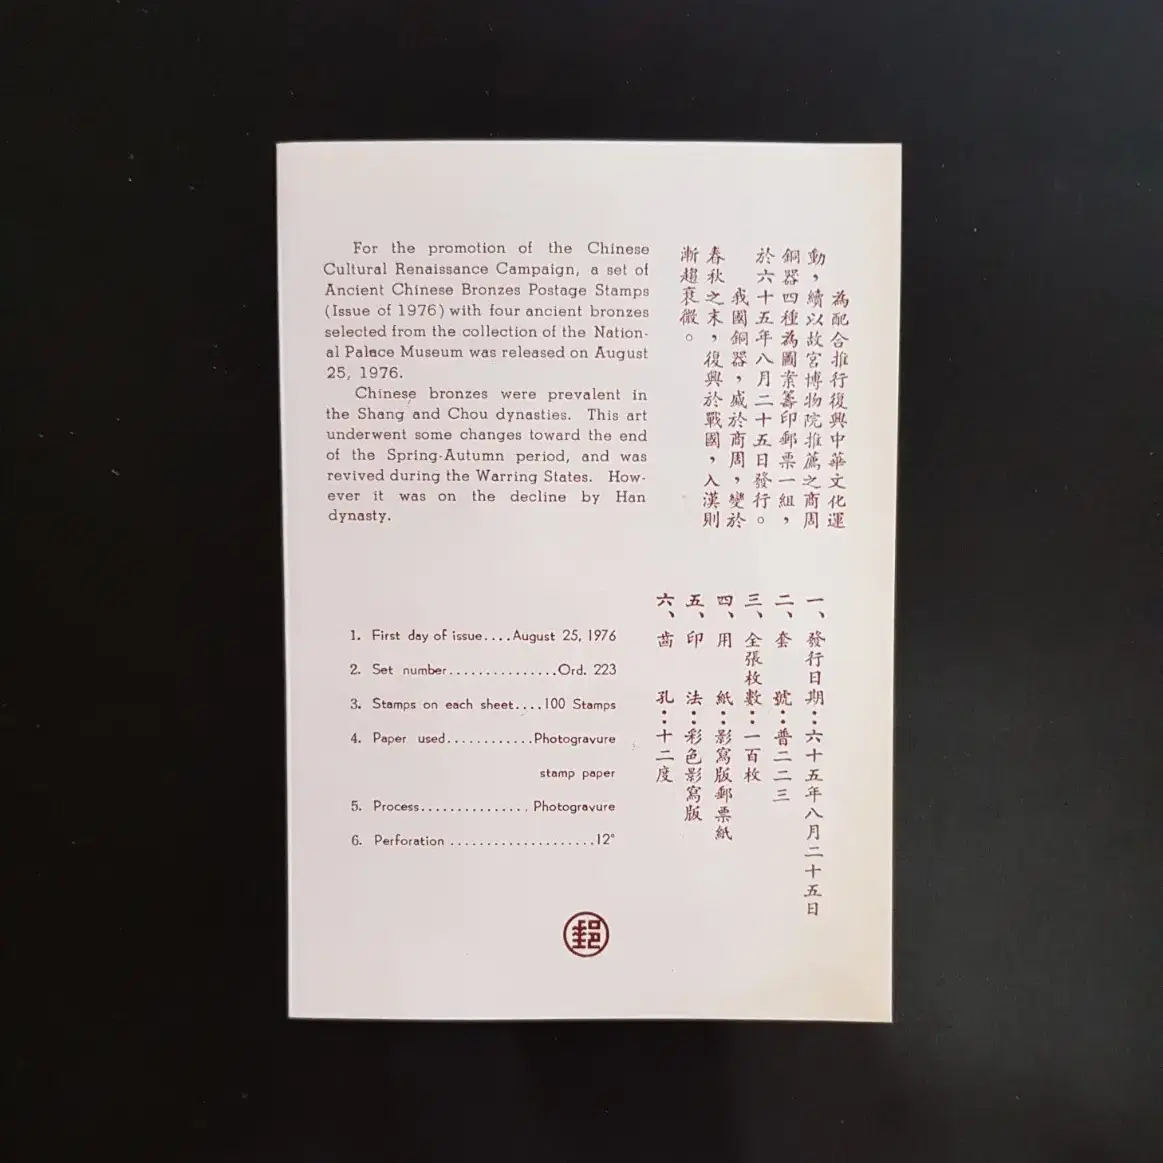 For the promotion of the Chinese
Cultural Renaissance Campaign, a set of
Ancient Chinese Bronzes Postage Stamps
(Issue of 1976) with four ancient bronzes
selected from the collection of the Nation-
al Palace Museum was released on August
25, 1976.
Chinese bronzes were prevalent in
the Shang and Chou dynasties. This art
underwent some changes toward the end
of the Spring-Autumn period, and was
revived during the Warring States. How-
ever it was on the decline by Han
dynasty.
為配合推行復興中華文化運
動，續以故宮博物院推薦之商周
銅器四種為圖案籌印郵票一組，
於六十五年八月二十五日發行。
我國銅器，盛於商周，變於
春秋之末，復興於戰國，入漢則
漸趨衰微。
1. First day of issue....August 25, 1976
2. Set number...............Ord. 223
3. Stamps on each sheet....100 Stamps
4. Paper used............Photogravure
stamp paper
5. Process...............Photogravure
6. Perforation ....................12°
一、發行日期：六十五年八月二十五日
二、套號：普二二三
三、全張枚數：一百枚
四、用紙：影寫版郵票紙
五、印法：彩色影寫版
六、齒孔：十二度
郵